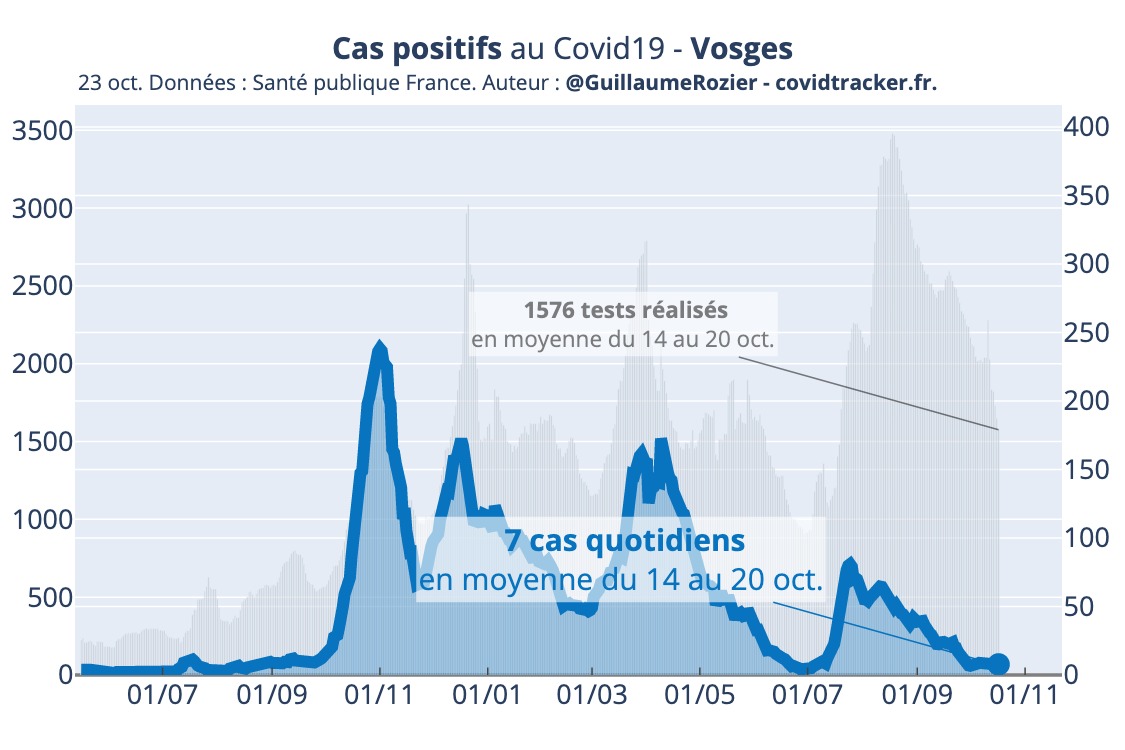 Cas positifs au Covid19 - Vosges
23 oct. Données : Santé publique France. Auteur : @GuillaumeRozier - covidtracker.fr.
3500
3000
2500
2000
1500
1000
500
0
400
350
300
250
200
150
100
50
0
1576 tests réalisés
en moyenne du 14 au 20 oct.
7 cas quotidiens
en moyenne du 14 au 20 oct.
01/07 01/09 01/11 01/01 01/03 01/05 01/07 01/09 01/11